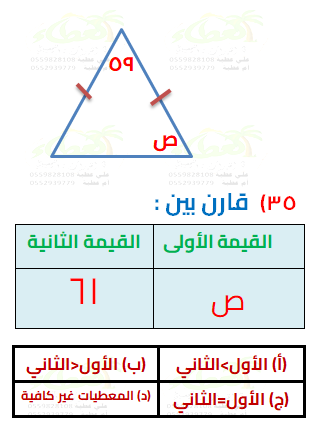 ٥٩
ص
٣٥) قارن بين :
القيمة الأولى القيمة الثانية
ص ٦١
(أ) الأول>الثاني (ب) الأول<الثاني
(ج) الأول=الثاني (د) المعطيات غير كافية